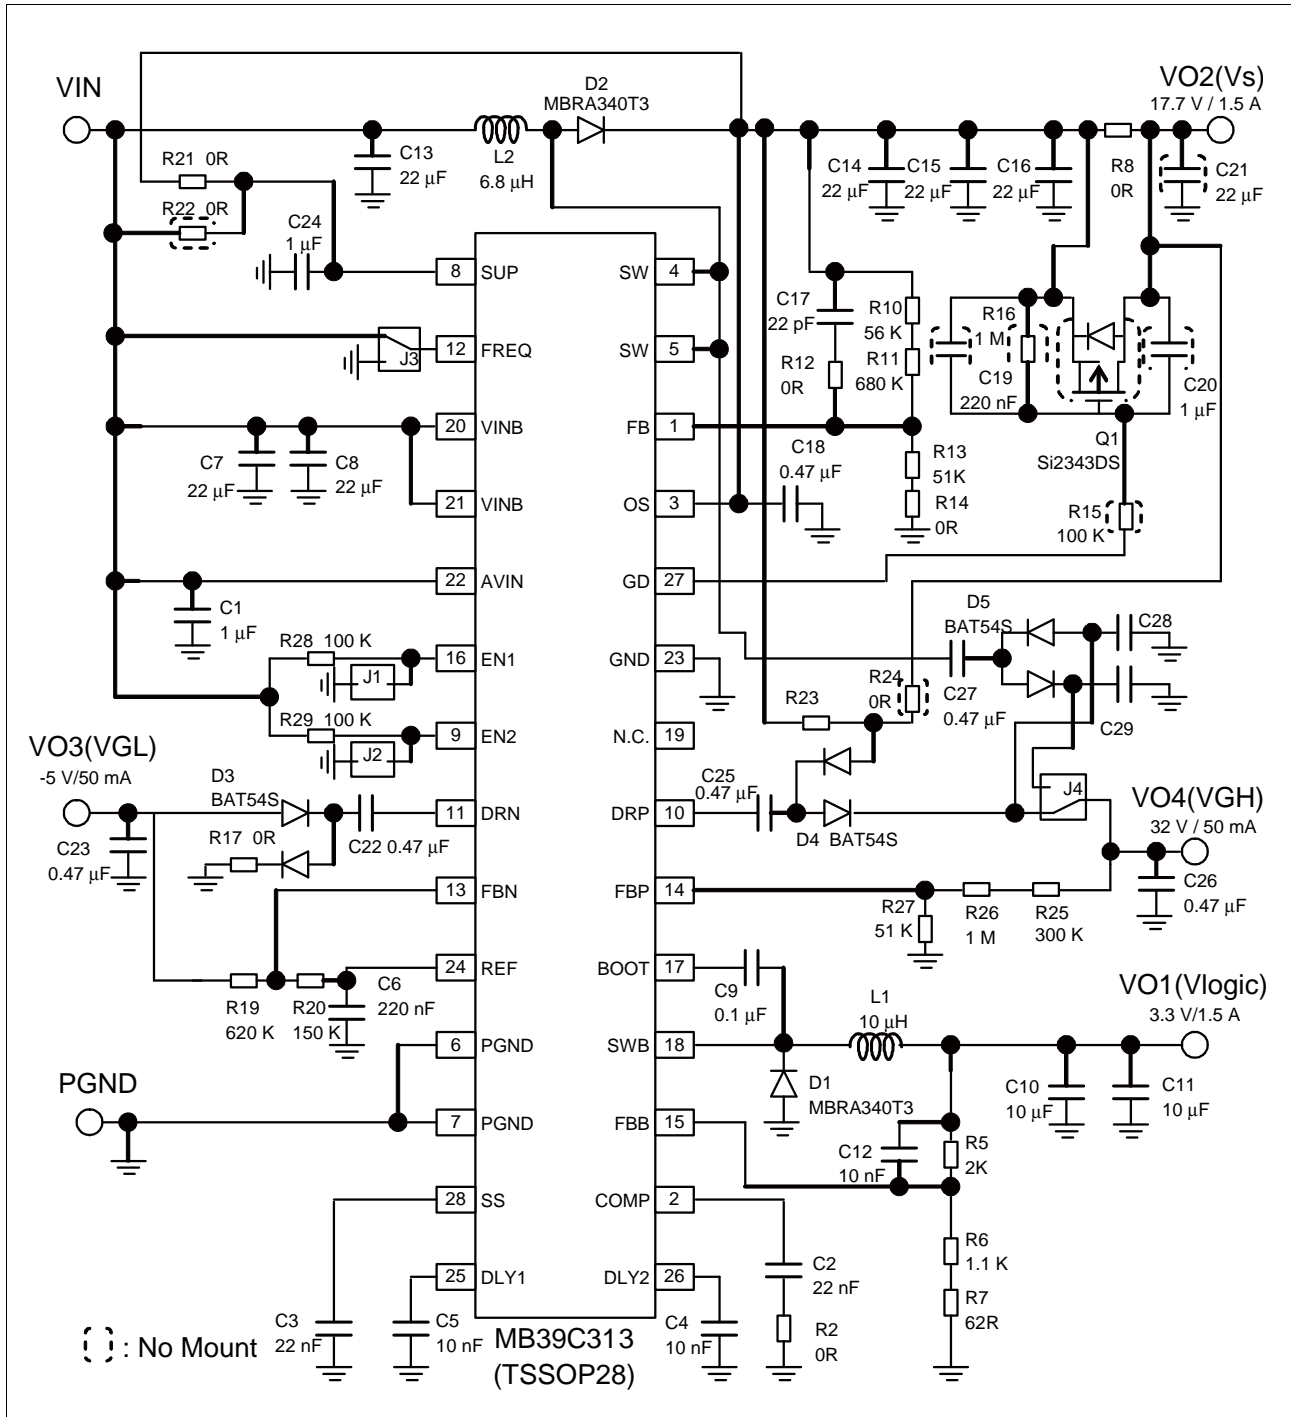 VIN
D2
MBRA340T3
VO2(Vs)
17.7 V / 1.5 A
R21 0R
C13
22 μF
L2
6.8 μH
C14
22 μF
C15
22 μF
C16
22 μF
R8
0R
C21
22 μF
R22 0R
C24
1 μF
8
SUP
SW
4
C17
22 pF
R10
56 K
R16
1 M
12
FREQ
J3
SW
5
R12
0R
R11
680 K
C19
220 nF
C20
1 μF
20
VINB
FB
1
C7
22 μF
C8
22 μF
C18
0.47 μF
R13
51K
Q1
Si2343DS
21
VINB
OS
3
R14
0R
R15
100 K
22
AVIN
GD
27
C1
1 μF
D5
BAT54S
C28
R28 100 K
16
EN1
J1
GND
23
R24
0R
C27
0.47 μF
R23
C29
R29 100 K
9
EN2
J2
N.C.
19
VO3(VGL)
-5 V/50 mA
D3
BAT54S
C25
0.47 μF
J4
VO4(VGH)
32 V / 50 mA
11
DRN
DRP
10
C23
0.47 μF
R17 0R
C22 0.47 μF
D4 BAT54S
13
FBN
FBP
14
R27
51 K
R26
1 M
R25
300 K
C26
0.47 μF
24
REF
BOOT
17
R19
620 K
R20
150 K
C6
220 nF
C9
0.1 μF
L1
10 μH
VO1(Vlogic)
3.3 V/1.5 A
6
PGND
SWB
18
PGND
D1
MBRA340T3
C10
10 μF
C11
10 μF
7
PGND
FBB
15
C12
10 nF
R5
2K
28
SS
COMP
2
R6
1.1 K
25
DLY1
DLY2
26
C2
22 nF
R7
62R
C3
22 nF
C5
10 nF
C4
10 nF
R2
0R
: No Mount
MB39C313
(TSSOP28)